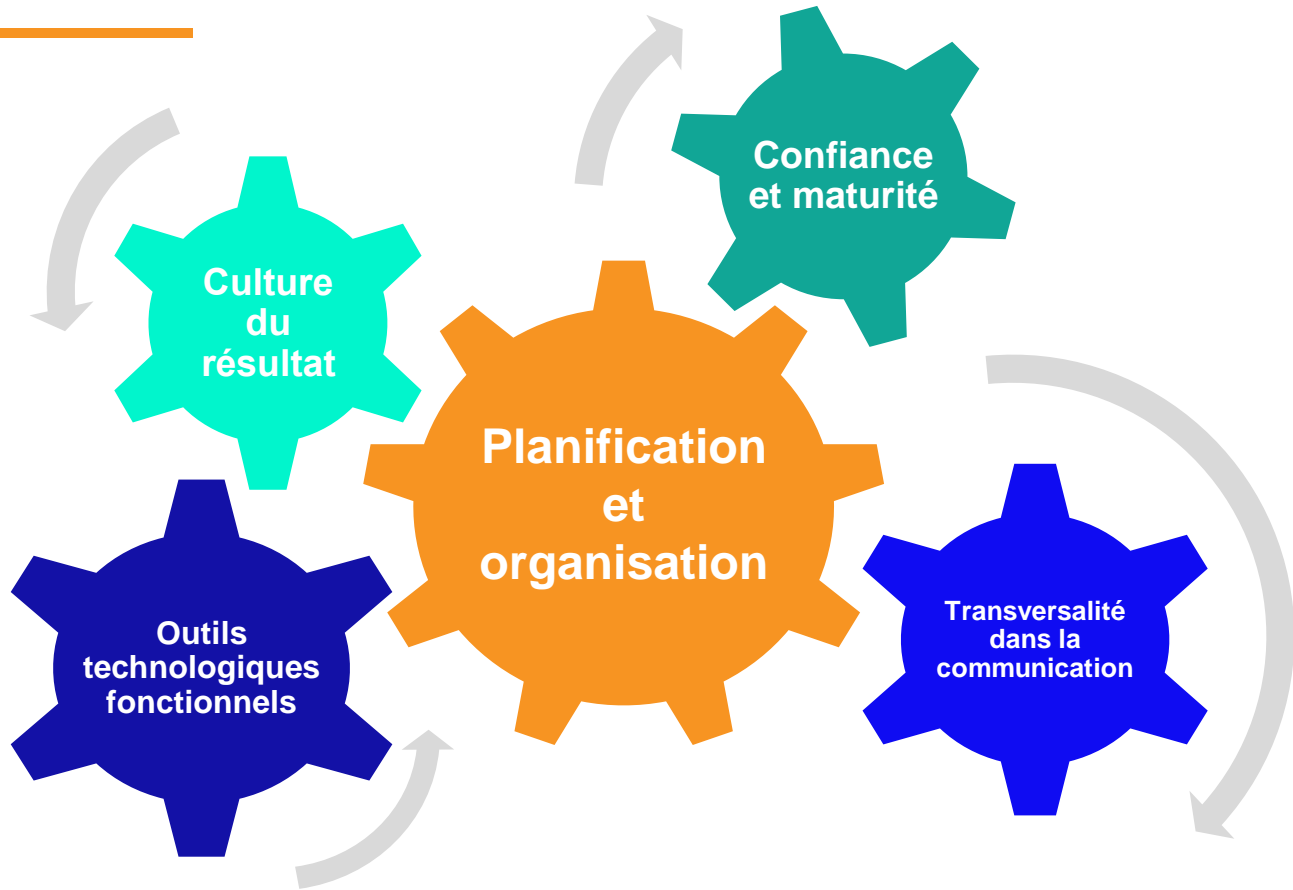 Confiance
et maturité
Culture
du
résultat
Planification
et
organisation
Outils
technologiques
fonctionnels
Transversalité
dans la
communication